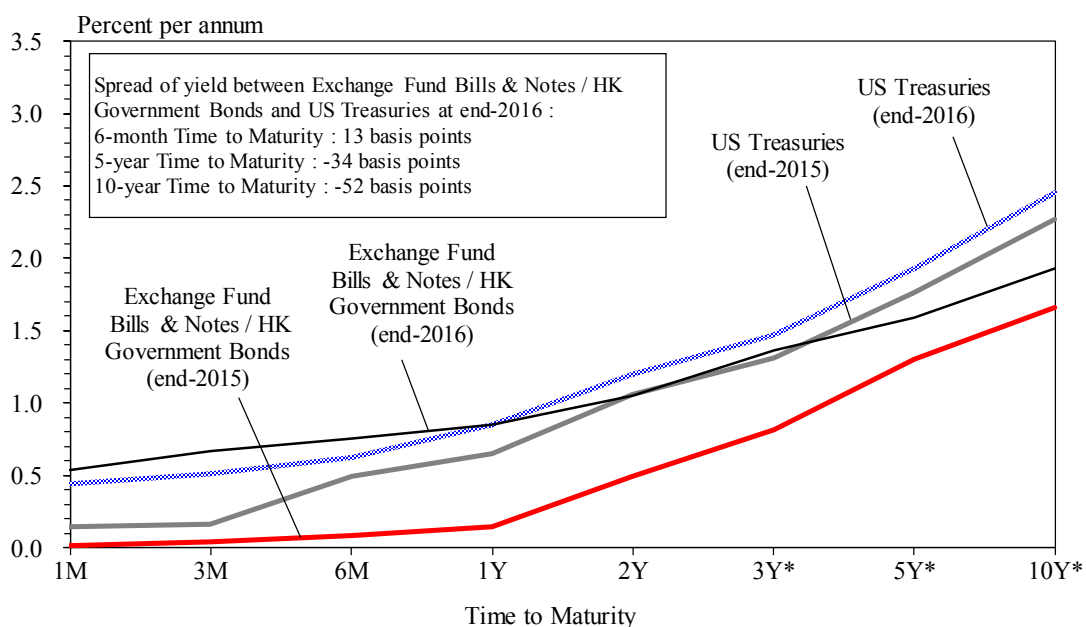 Percent per annum
3.5
3.0
2.5
2.0
1.5
1.0
0.5
0.0
Spread of yield between Exchange Fund Bills & Notes / HK
Government Bonds and US Treasuries at end-2016 :
6-month Time to Maturity : 13 basis points
5-year Time to Maturity : -34 basis points
10-year Time to Maturity : -52 basis points
US Treasuries
(end-2016)
US Treasuries
(end-2015)
Exchange Fund
Bills & Notes / HK
Government Bonds
(end-2016)
Exchange Fund
Bills & Notes / HK
Government Bonds
(end-2015)
1M 3M 6M 1Y 2Y 3Y* 5Y* 10Y*
Time to Maturity